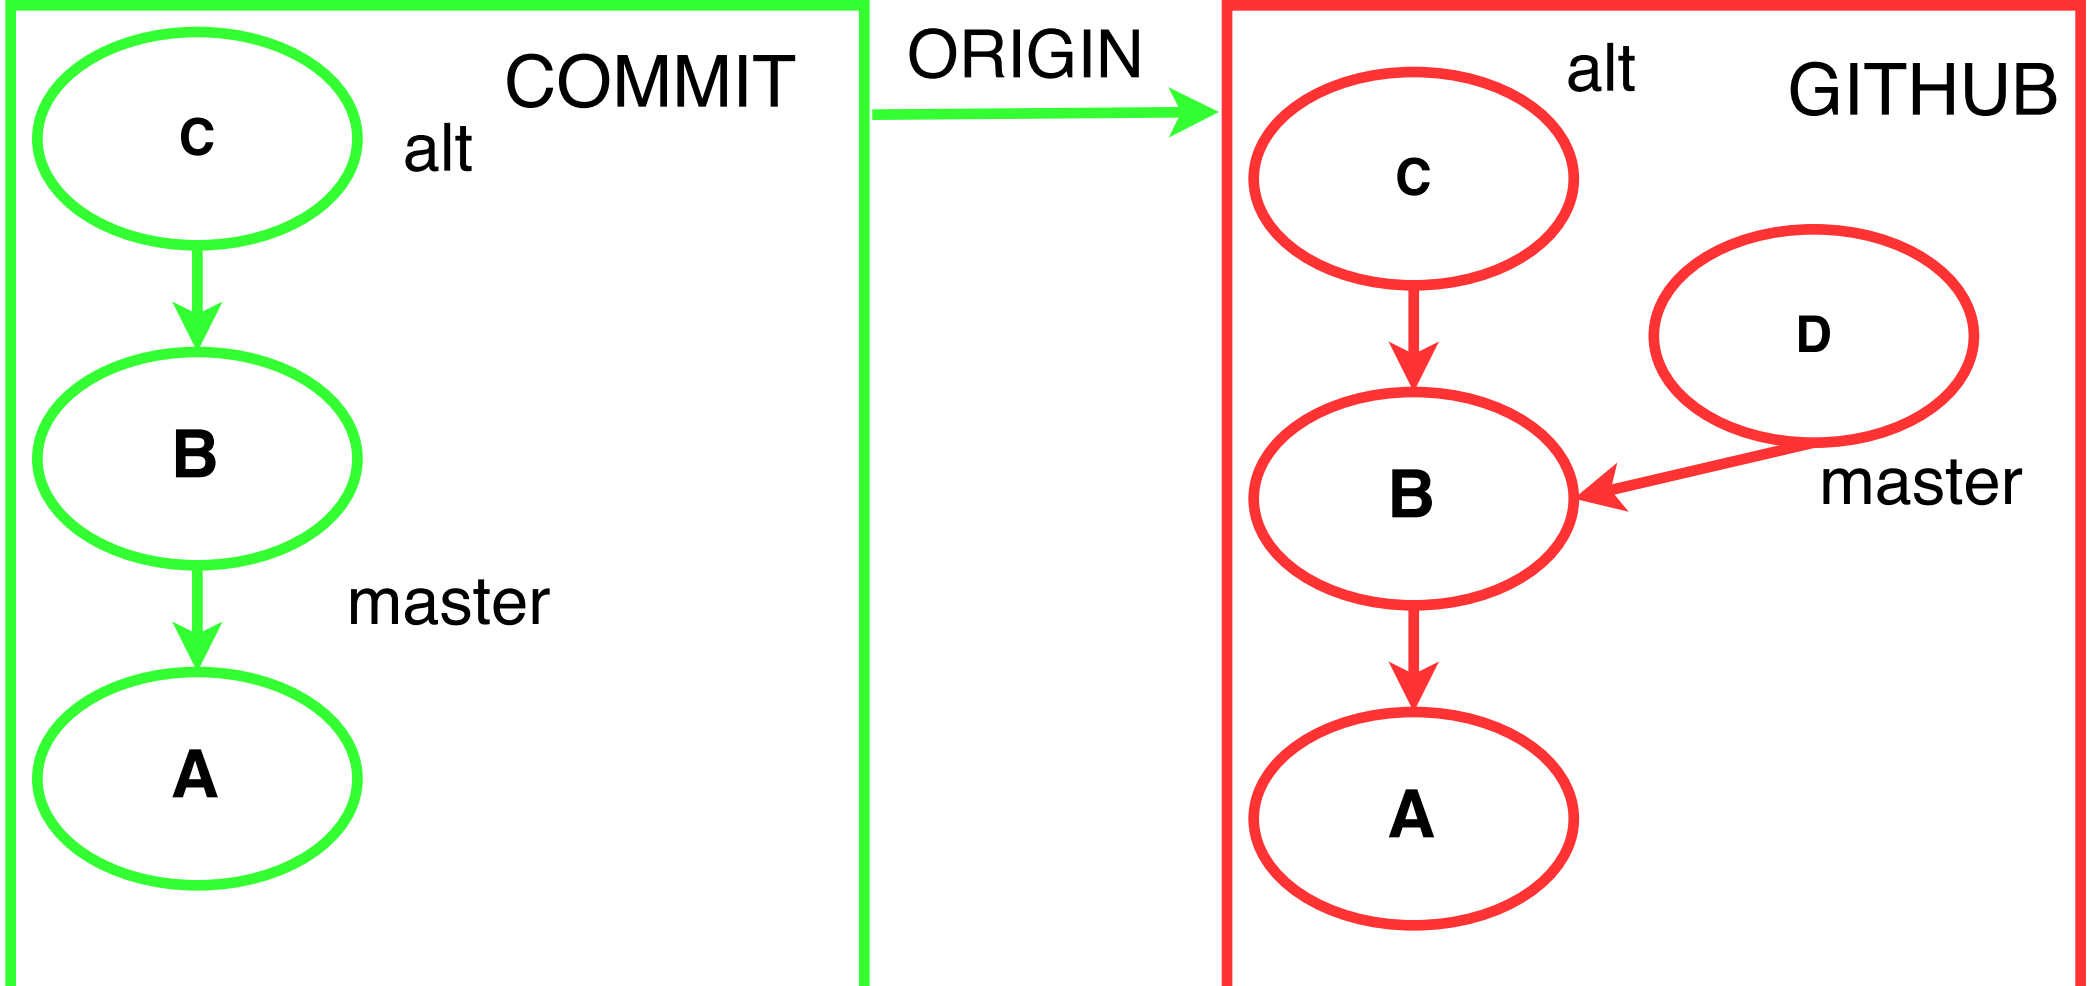 COMMIT
C
alt
B
master
A
ORIGIN
alt
GITHUB
C
D
B
master
A